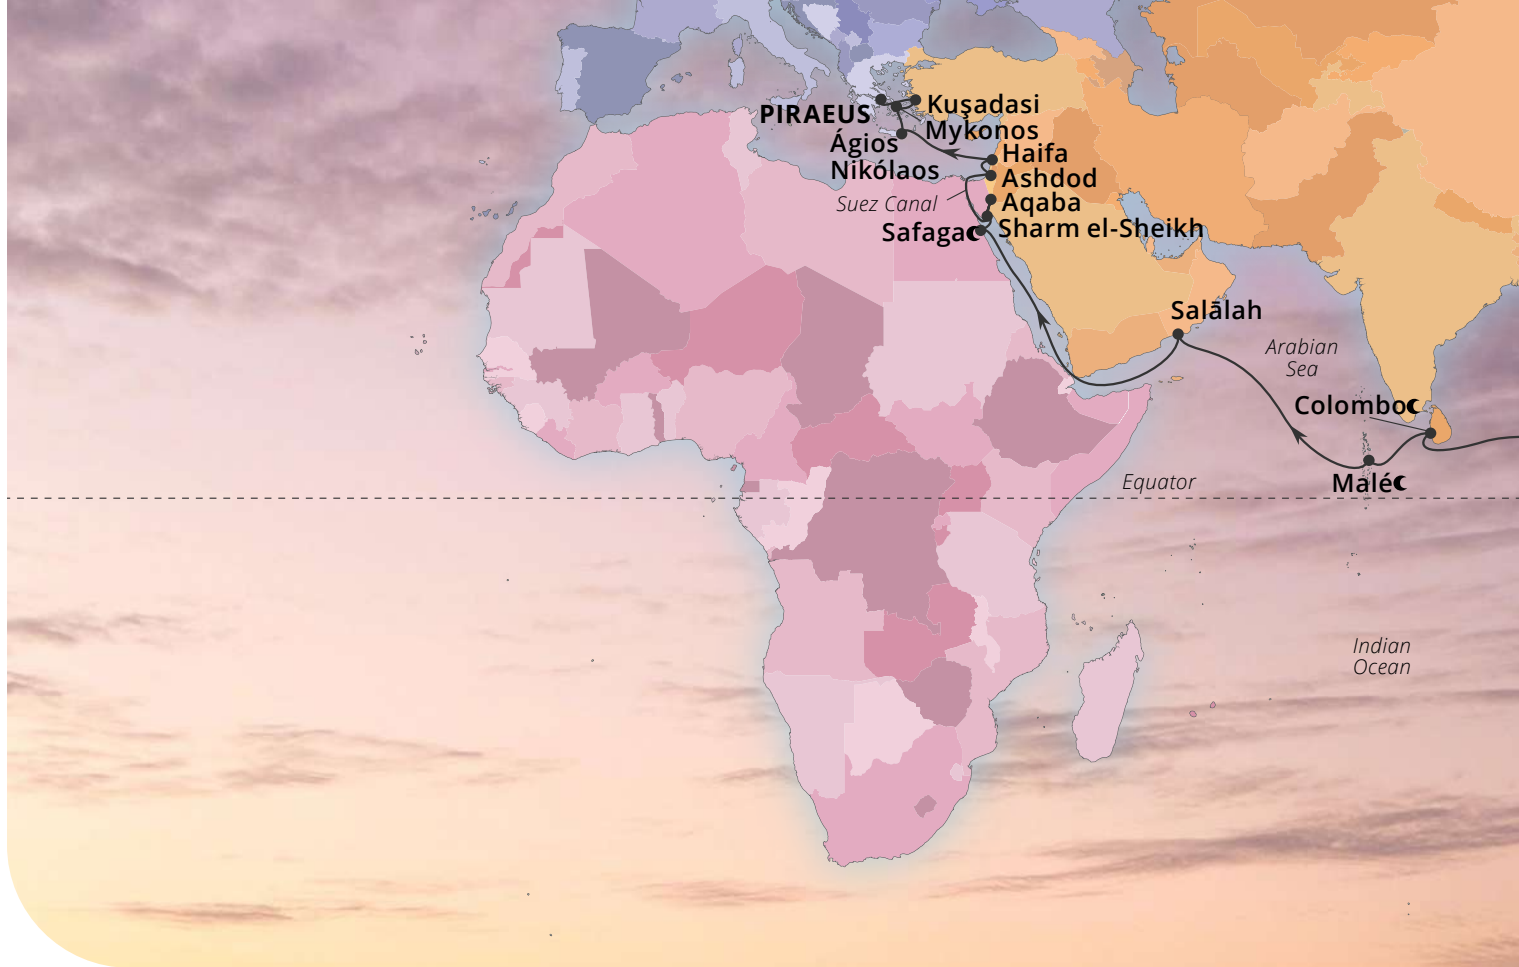 PIRAEUS
Kuşadasi
Mykonos
Ágios
Nikólaos
Haifa
Ashdod
Suez Canal
Aqaba
Safaga
Sharm el-Sheikh
Salālah
Arabian
Sea
Colombo
Malé
Equator
Indian
Ocean